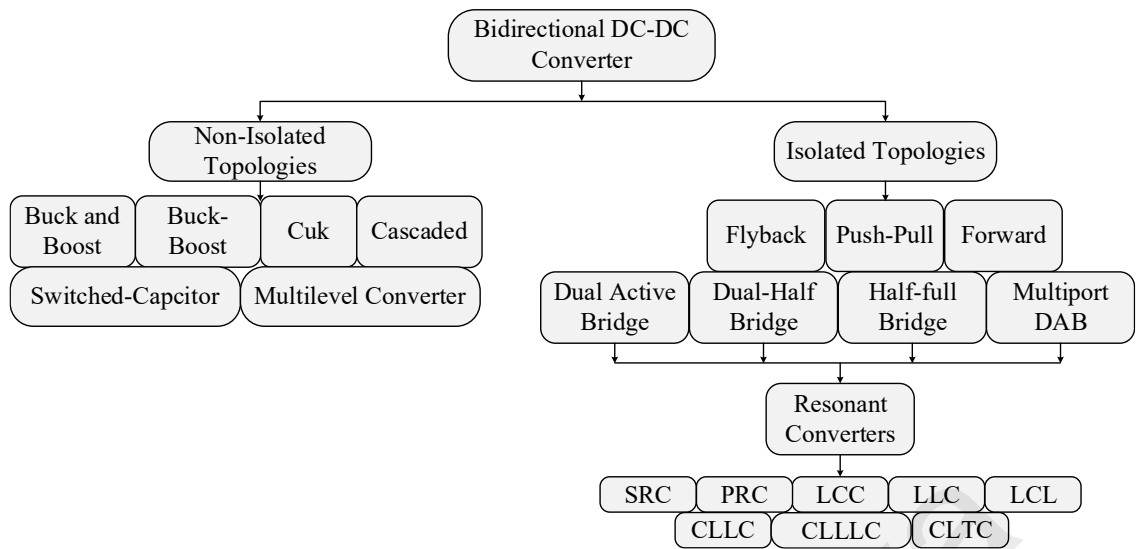 Bidirectional DC-DC
Converter
Non-Isolated
Topologies
Isolated Topologies
Buck and
Boost
Buck-
Boost
Cuk
Cascaded
Switched-Capcitor
Multilevel Converter
Flyback
Push-Pull
Forward
Dual Active
Bridge
Dual-Half
Bridge
Half-full
Bridge
Multiport
DAB
Resonant
Converters
SRC
PRC
LCC
LLC
LCL
CLLC
CLLLC
CLTC